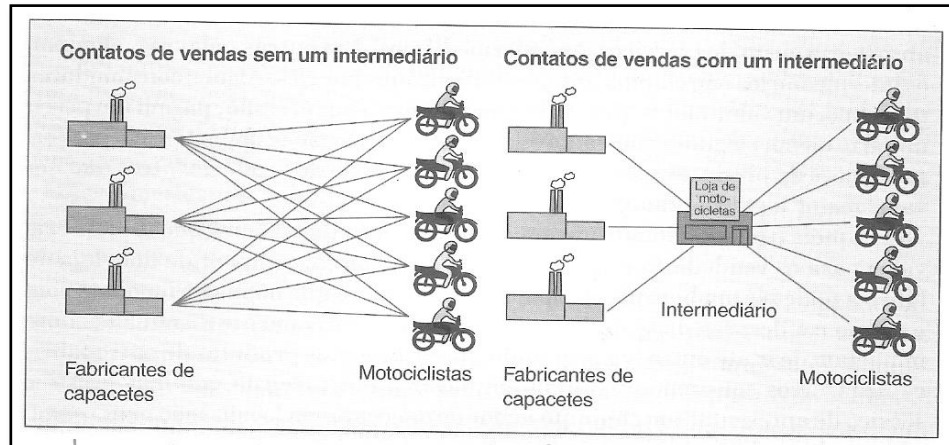 Contatos de vendas sem um intermediário
Contatos de vendas com um intermediário
Loja de
moto-
cicletas
Intermediário
Fabricantes de
capacetes
Motociclistas
Fabricantes de
capacetes
Motociclistas